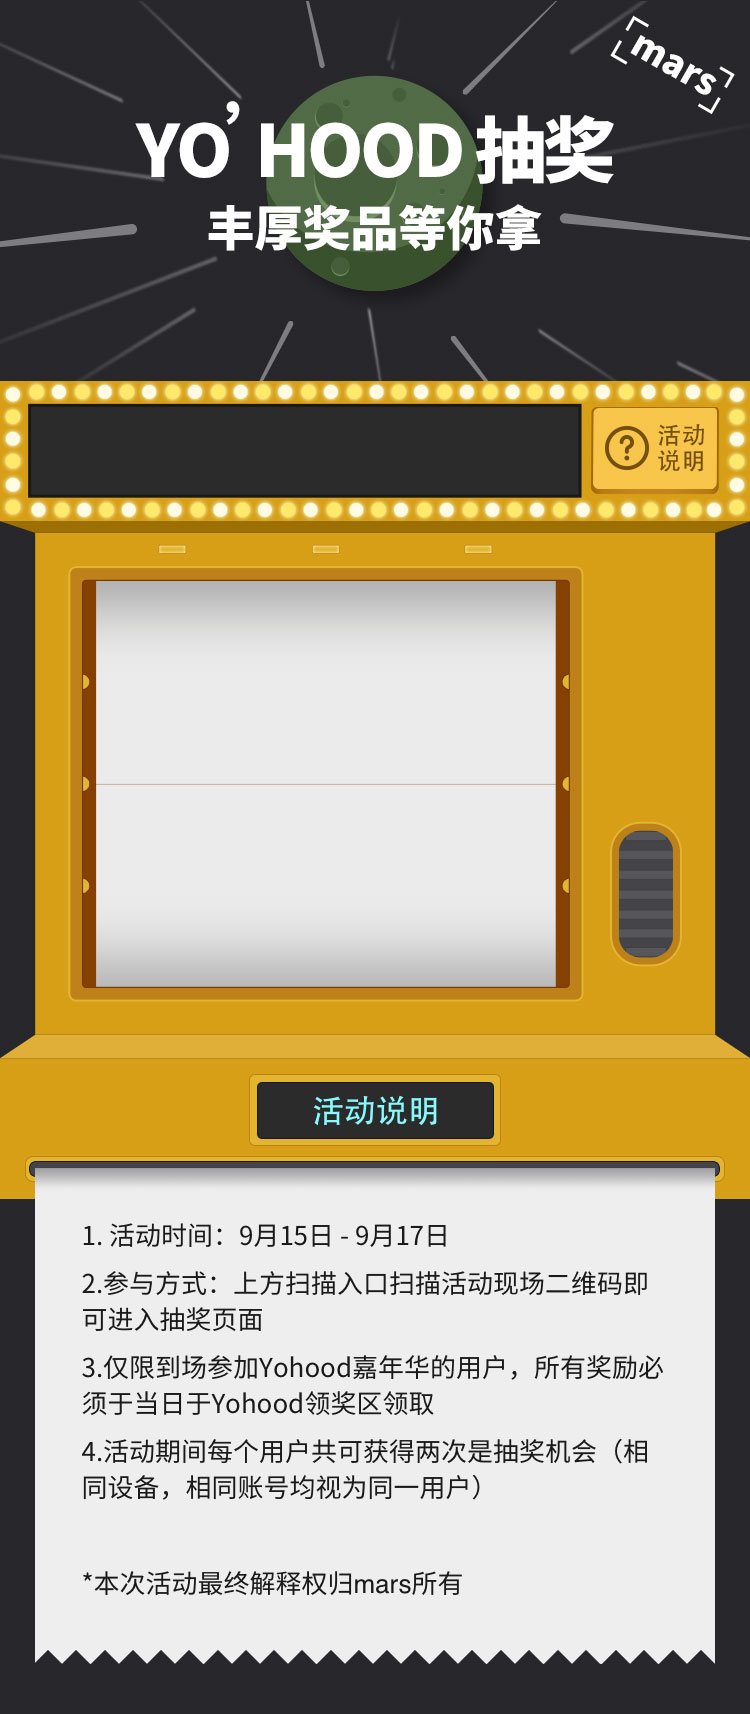 mars
YO’HOOD抽奖
丰厚奖品等你拿
?
活动
说明
活动说明
1. 活动时间：9月15日 - 9月17日
2.参与方式：上方扫描入口扫描活动现场二维码即
可进入抽奖页面
3.仅限到场参加Yohood嘉年华的用户，所有奖励必
须于当日于Yohood领奖区领取
4.活动期间每个用户共可获得两次是抽奖机会（相
同设备，相同账号均视为同一用户）
*本次活动最终解释权归mars所有